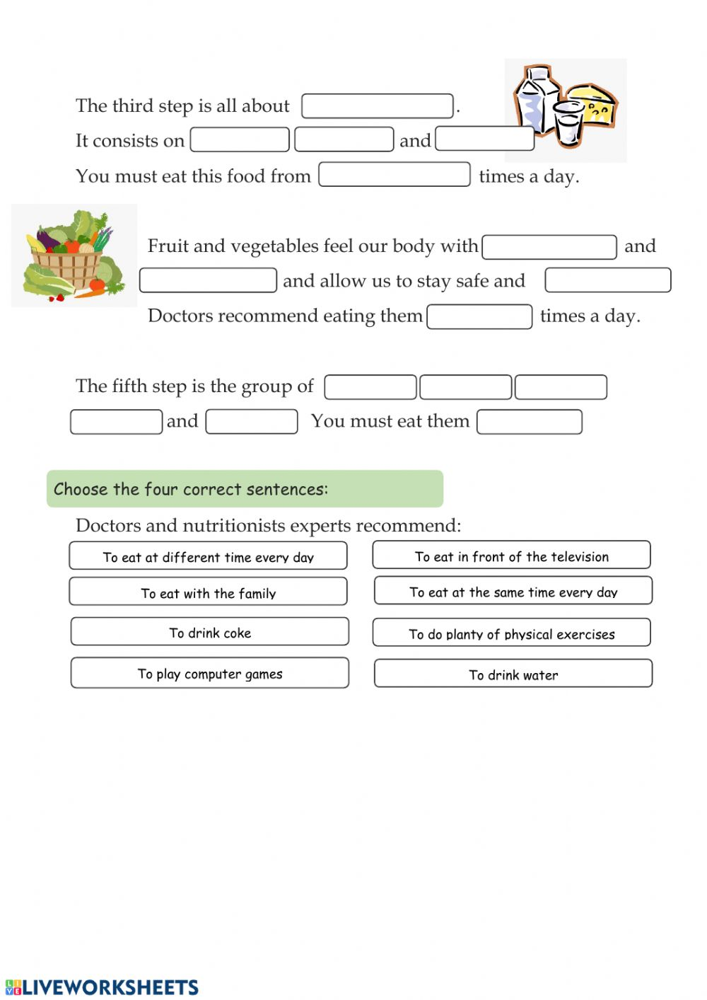 The third step is all about .
It consists on and
You must eat this food from times a day.
Fruit and vegetables feel our body with and
and allow us to stay safe and
Doctors recommend eating them times a day.
The fifth step is the group of
and You must eat them
Choose the four correct sentences:
Doctors and nutritionists experts recommend:
To eat at different time every day
To eat in front of the television
To eat with the family
To eat at the same time every day
To drink coke
To do planty of physical exercises
To play computer games
To drink water
LIVE LIVEWORKSHEETS